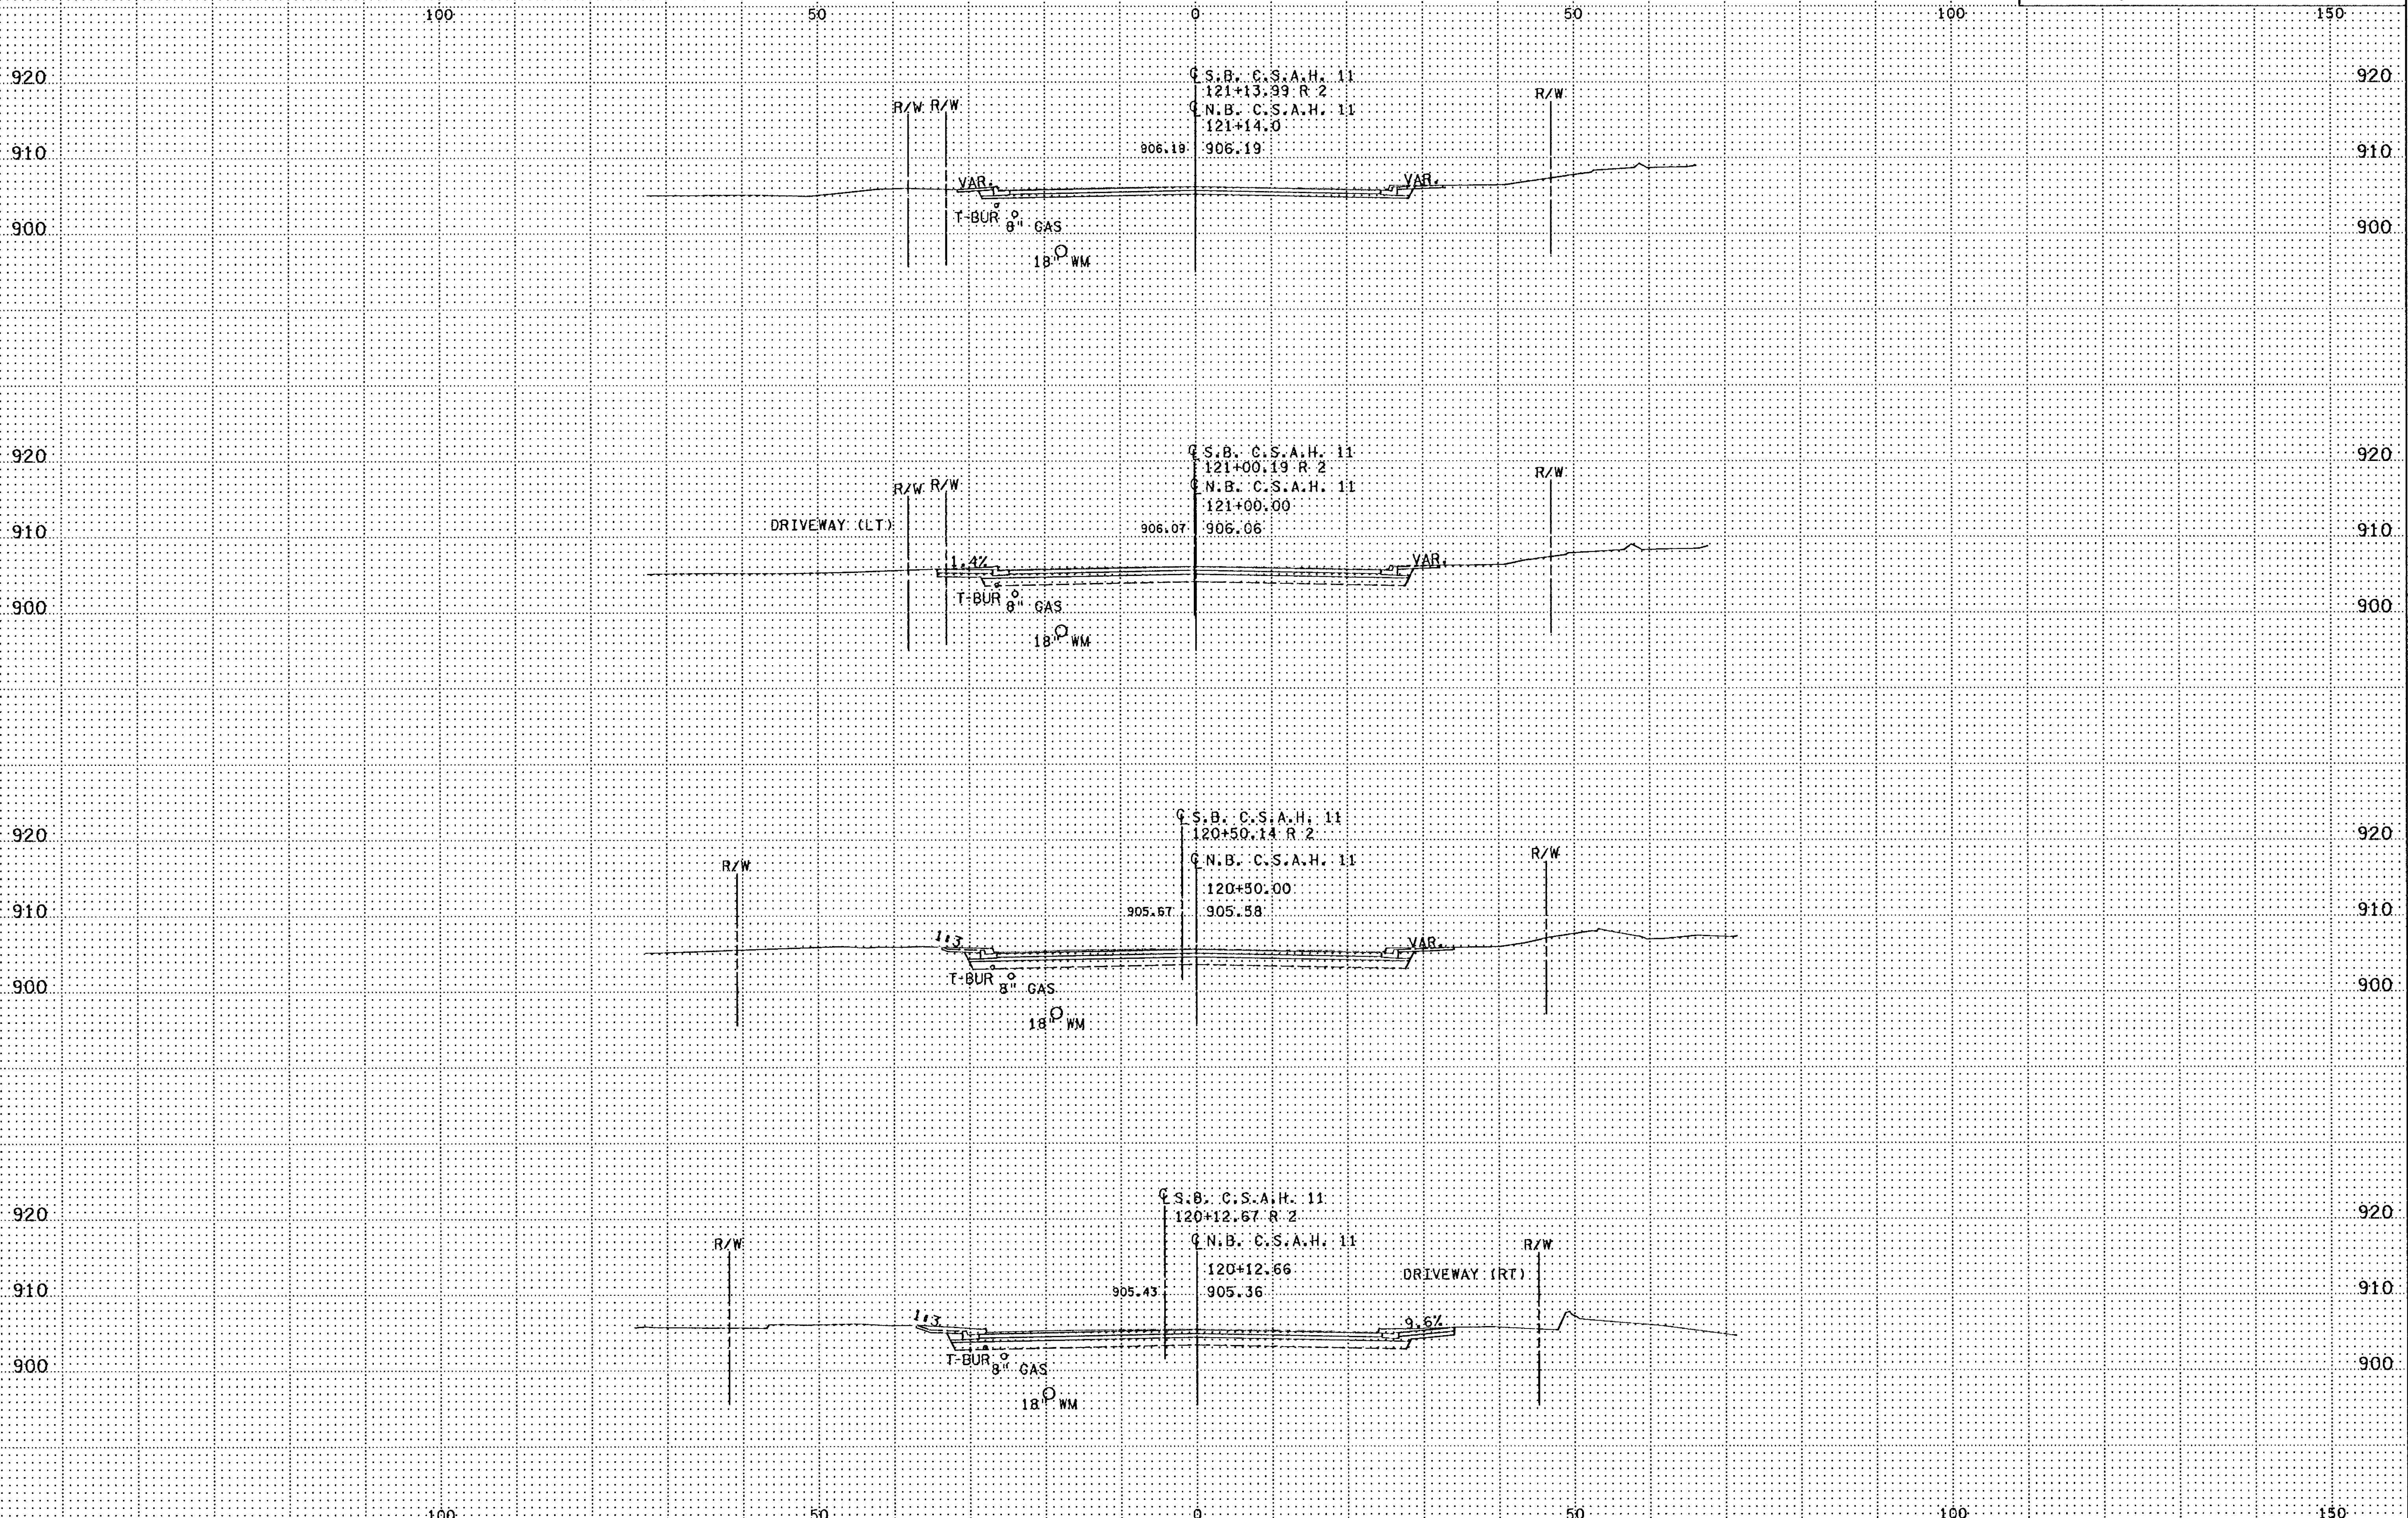 100 50 0 50 100 150
920 ℄ S.B. C.S.A.H. 11 920
121+13.99 R 2
R/W R/W ℄ N.B. C.S.A.H. 11 R/W
121+14.0
910 906.19 906.19 910
VAR. VAR.
T-BUR 8" GAS
900 900
18" WM
920 ℄ S.B. C.S.A.H. 11 920
121+00.19 R 2
R/W R/W ℄ N.B. C.S.A.H. 11 R/W
121+00.00
910 DRIVEWAY (LT) 906.07 906.06 910
1.4% VAR.
T-BUR 8" GAS
900 900
18" WM
℄ S.B. C.S.A.H. 11
920 120+50.14 R 2 920
R/W ℄ N.B. C.S.A.H. 11 R/W
120+50.00
910 905.67 905.58 910
1:3 VAR.
T-BUR 8" GAS
900 900
18" WM
℄ S.B. C.S.A.H. 11
920 120+12.67 R 2 920
R/W ℄ N.B. C.S.A.H. 11 R/W
120+12.66 DRIVEWAY (RT)
910 905.43 905.36 910
1:3 9.6%
T-BUR 8" GAS
900 900
18" WM
100 50 0 50 100 150